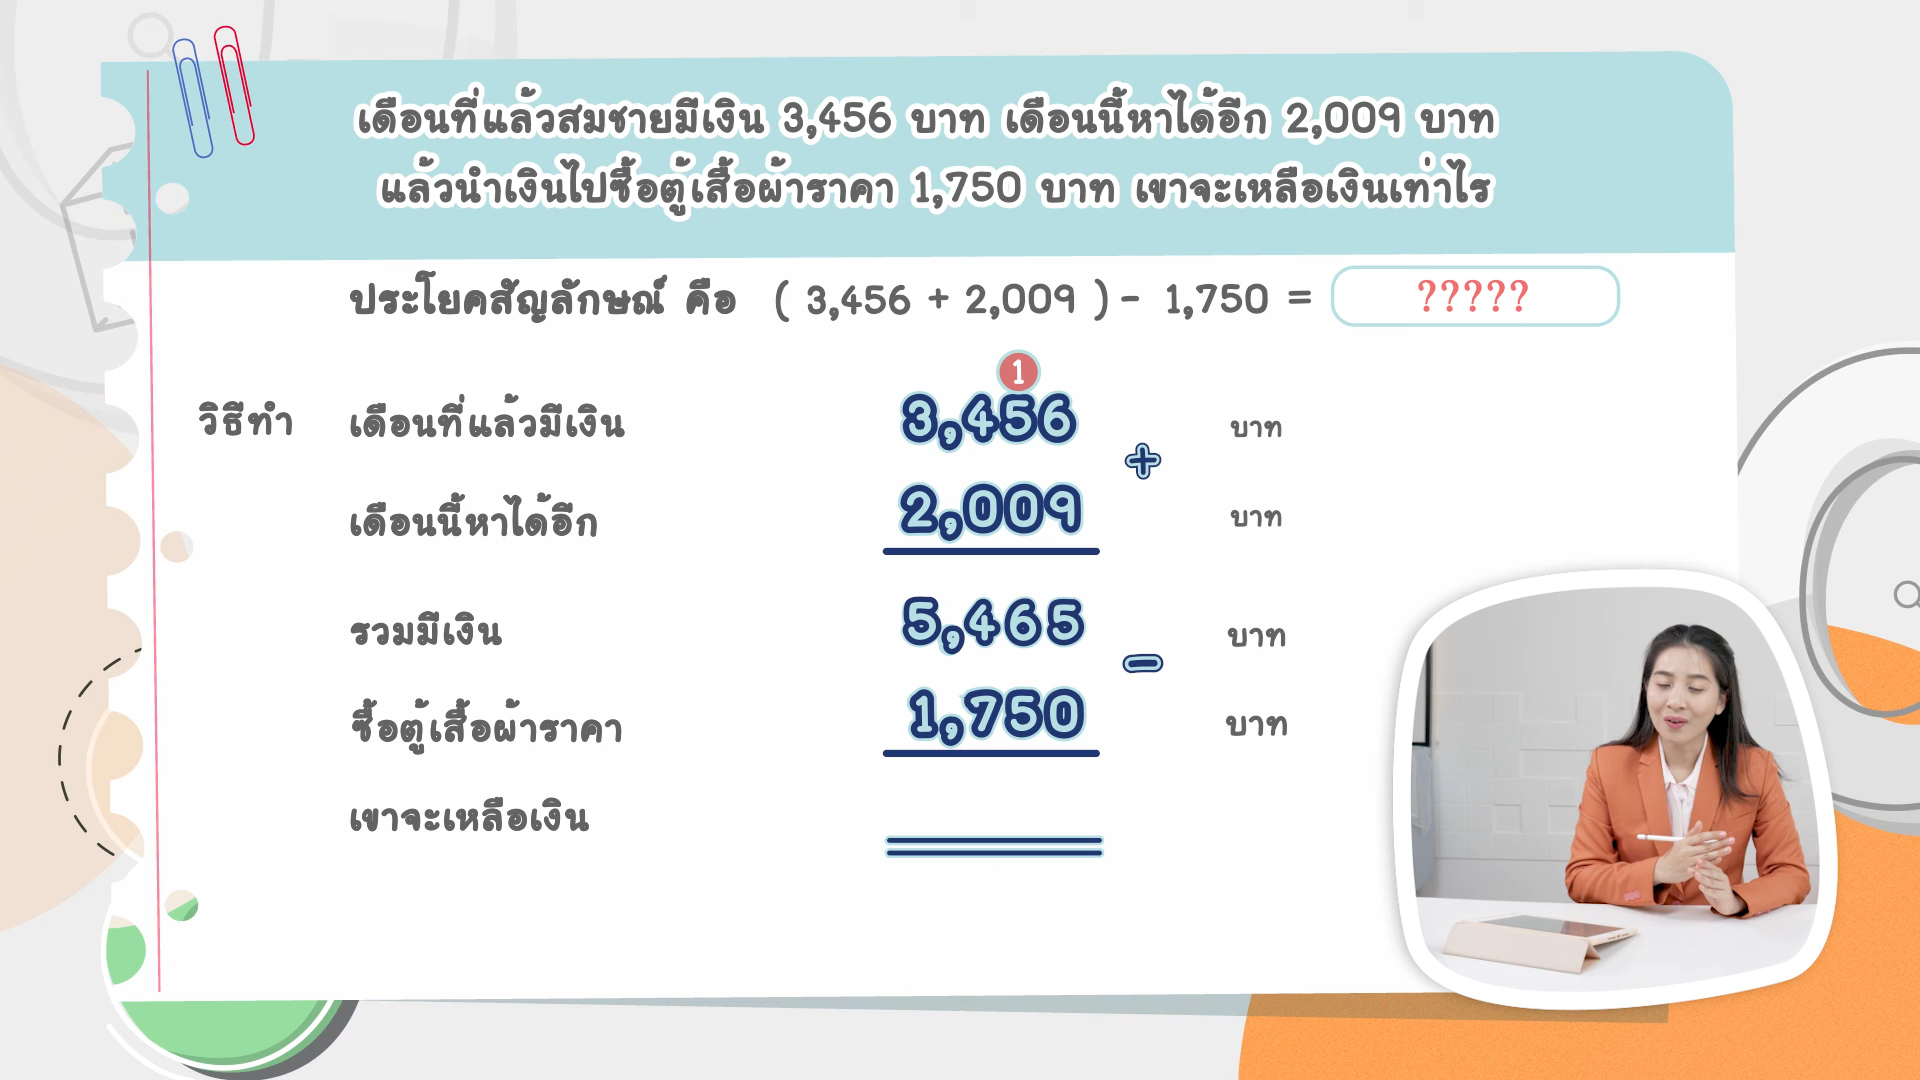 เดือนที่แล้วสมชายมีเงิน 3,456 บาท เดือนนี้หาได้อีก 2,009 บาท
แล้วนำเงินไปซื้อตู้เสื้อผ้าราคา 1,750 บาท เขาจะเหลือเงินเท่าไร
ประโยคสัญลักษณ์ คือ ( 3,456 + 2,009 ) - 1,750 = ?????
1
วิธีทำ เดือนที่แล้วมีเงิน 3,456 บาท
+
เดือนนี้หาได้อีก 2,009 บาท
รวมมีเงิน 5,465 บาท
-
ซื้อตู้เสื้อผ้าราคา 1,750 บาท
เขาจะเหลือเงิน